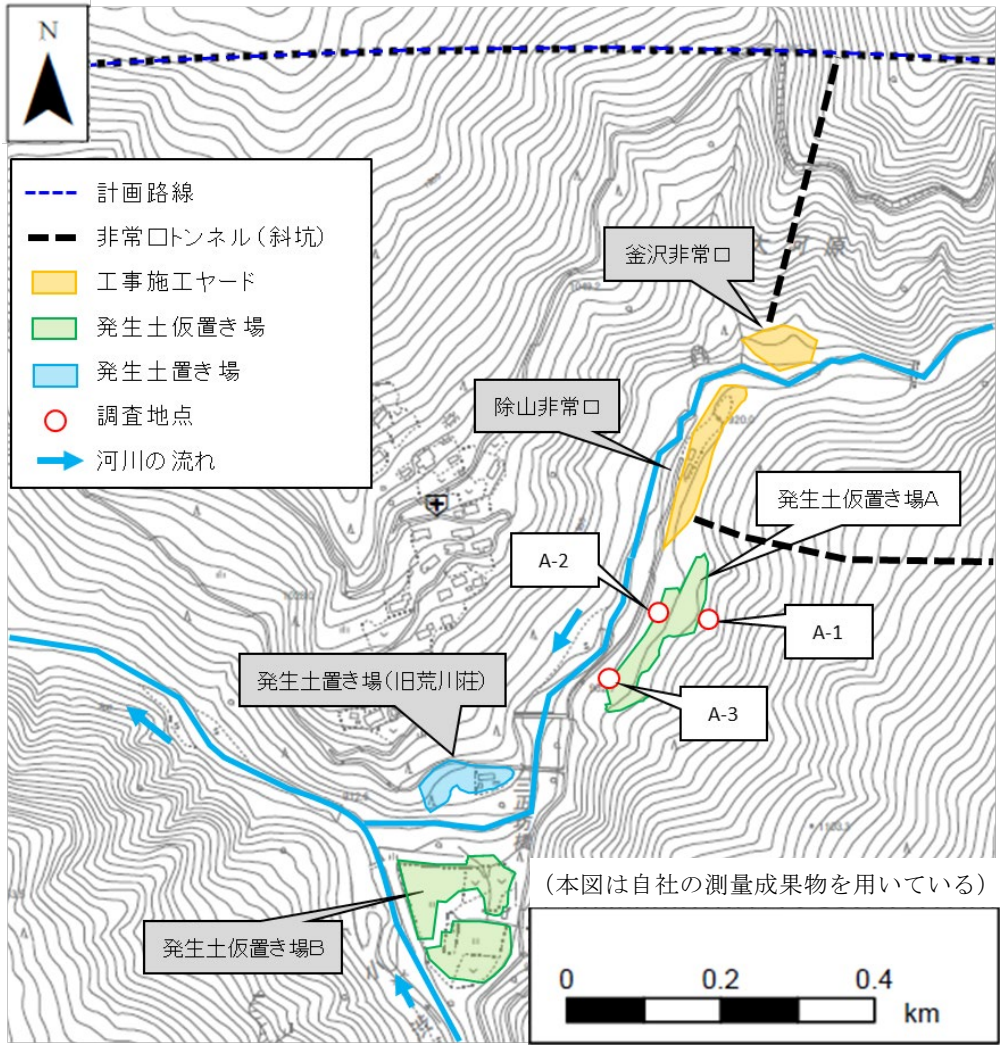 N
計画路線
非常口トンネル(斜坑)
工事施工ヤード
発生土仮置き場
発生土置き場
調査地点
河川の流れ
釜沢非常口
大河原
除山非常口
920.0
発生土仮置き場A
A-2
A-1
A-3
発生土置き場(旧荒川荘)
発生土仮置き場B
(本図は自社の測量成果物を用いている)
0
0.2
0.4
km